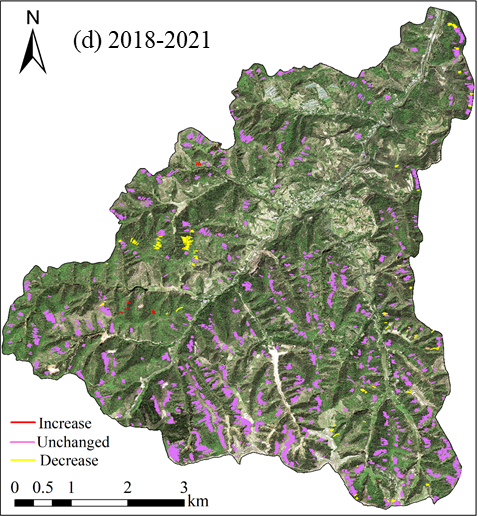 N
(d) 2018-2021
Increase
Unchanged
Decrease
0 0.5 1 2 3
km